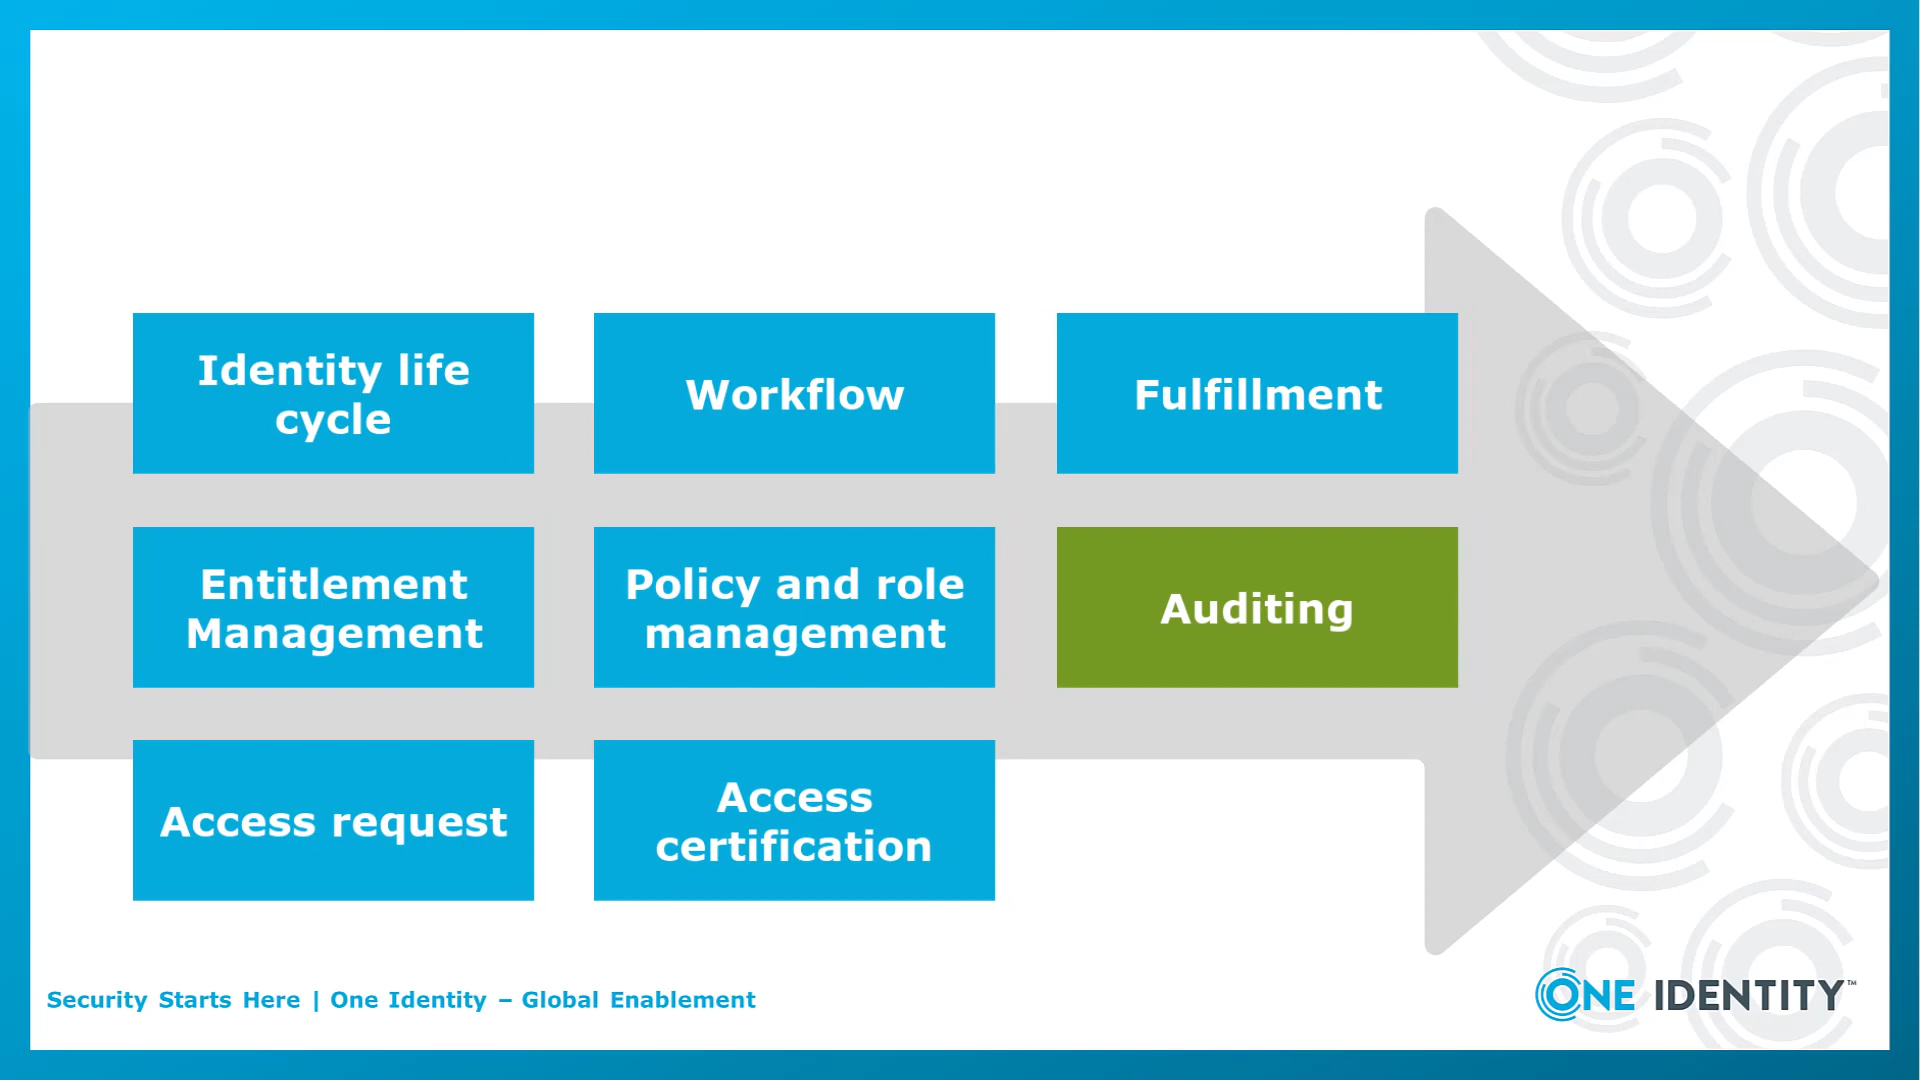 Identity life
cycle
Workflow
Fulfillment
Entitlement
Management
Policy and role
management
Auditing
Access request
Access
certification
Security Starts Here | One Identity – Global Enablement
ONE IDENTITY™